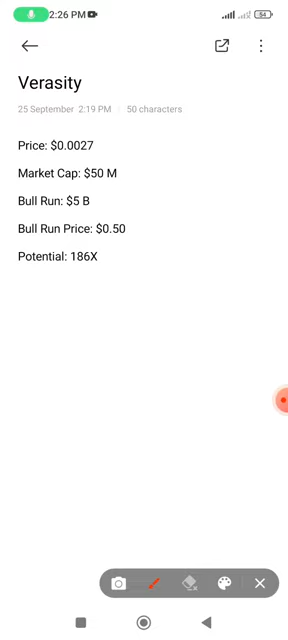 2:26 PM
54
Verasity
25 September 2:19 PM | 50 characters
Price: $0.0027
Market Cap: $50 M
Bull Run: $5 B
Bull Run Price: $0.50
Potential: 186X